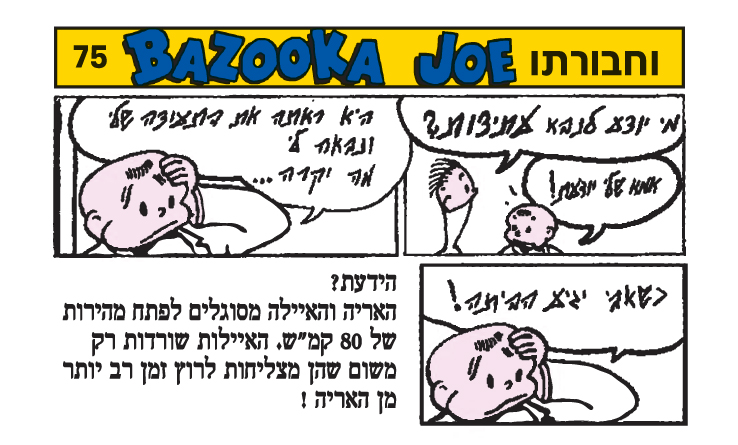 75 BAZOOKA JOE וחבורתו
מי יודע לנבא עתידות?
אמא שלי יודעת!
היא ראתה את התעודה שלי
ונבאה לי
מה יקרה...
כשאבי יגיע הביתה!
הידעת?
האריה והאיילה מסוגלים לפתח מהירות
של 80 קמ״ש. האיילות שורדות רק
משום שהן מצליחות לרוץ זמן רב יותר
מן האריה !